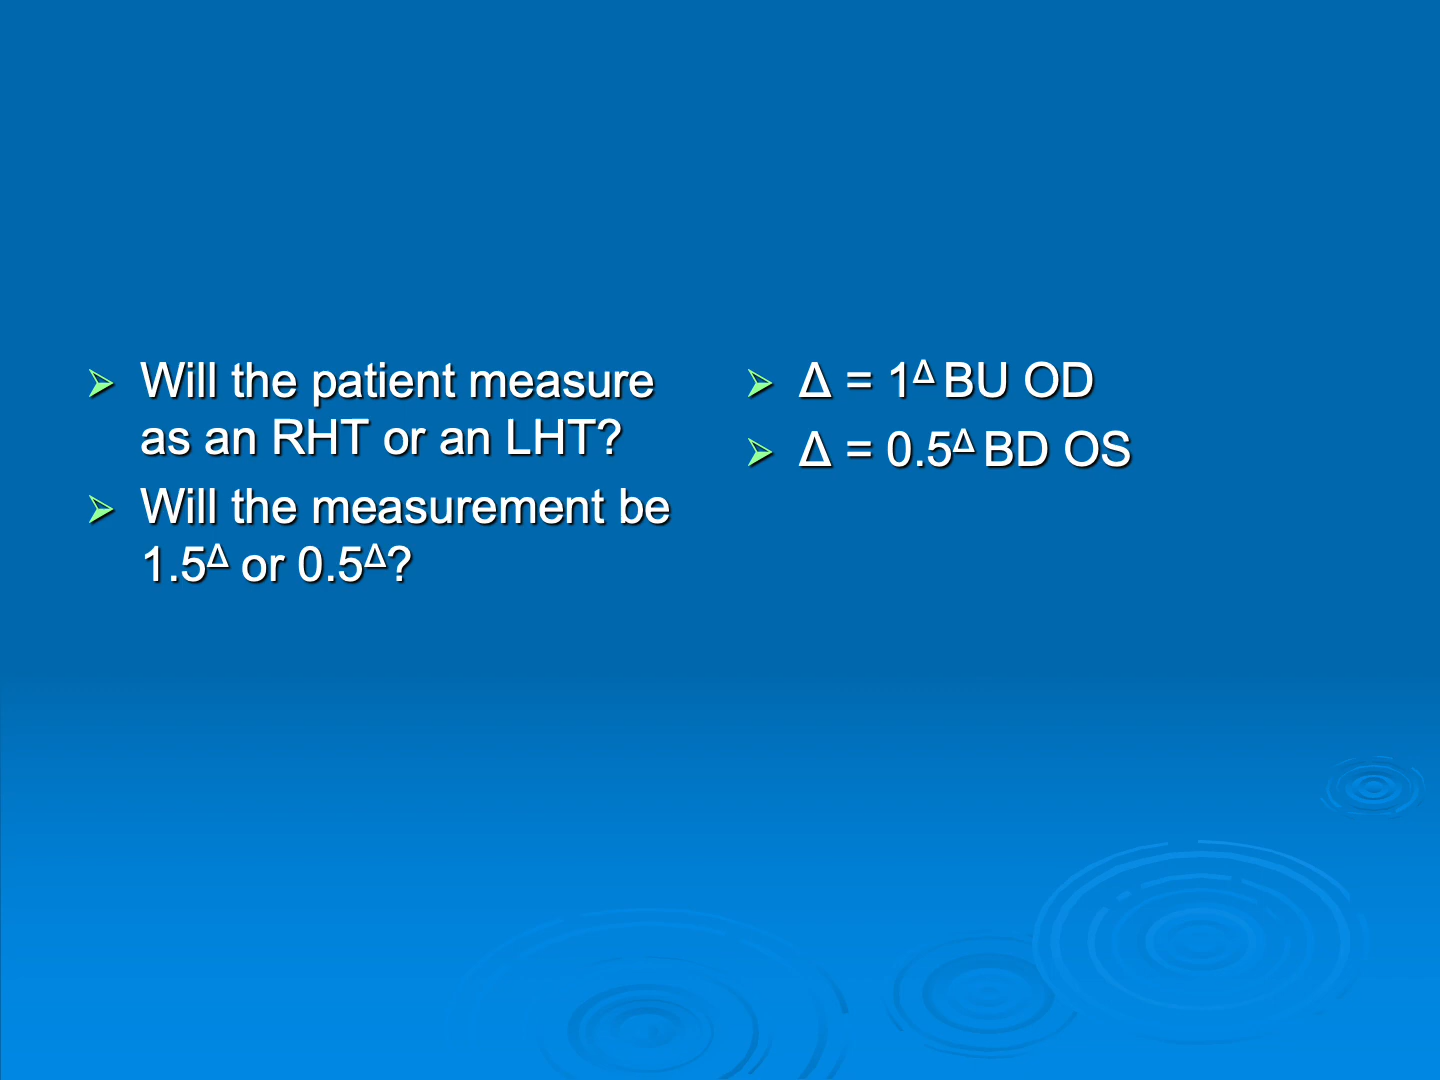 Will the patient measure
as an RHT or an LHT?
Will the measurement be
1.5Δ or 0.5Δ?
Δ = 1Δ BU OD
Δ = 0.5Δ BD OS